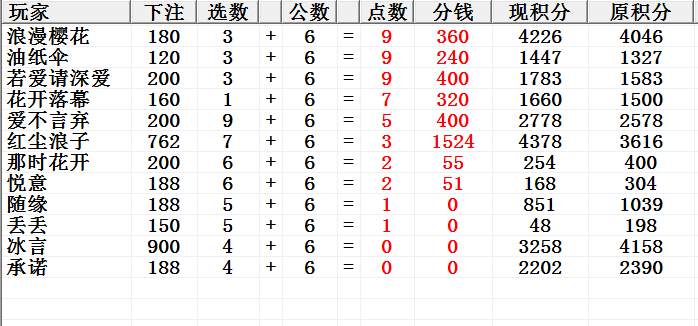 玩家 下注 选数 公数 点数 分钱 现积分 原积分
浪漫樱花 180 3 + 6 = 9 360 4226 4046
油纸伞 120 3 + 6 = 9 240 1447 1327
若爱请深爱 200 3 + 6 = 9 400 1783 1583
花开落幕 160 1 + 6 = 7 320 1660 1500
爱不言弃 200 9 + 6 = 5 400 2778 2578
红尘浪子 762 7 + 6 = 3 1524 4378 3616
那时花开 200 6 + 6 = 2 55 254 400
悦意 188 6 + 6 = 2 51 168 304
随缘 188 5 + 6 = 1 0 851 1039
丢丢 150 5 + 6 = 1 0 48 198
冰言 900 4 + 6 = 0 0 3258 4158
承诺 188 4 + 6 = 0 0 2202 2390